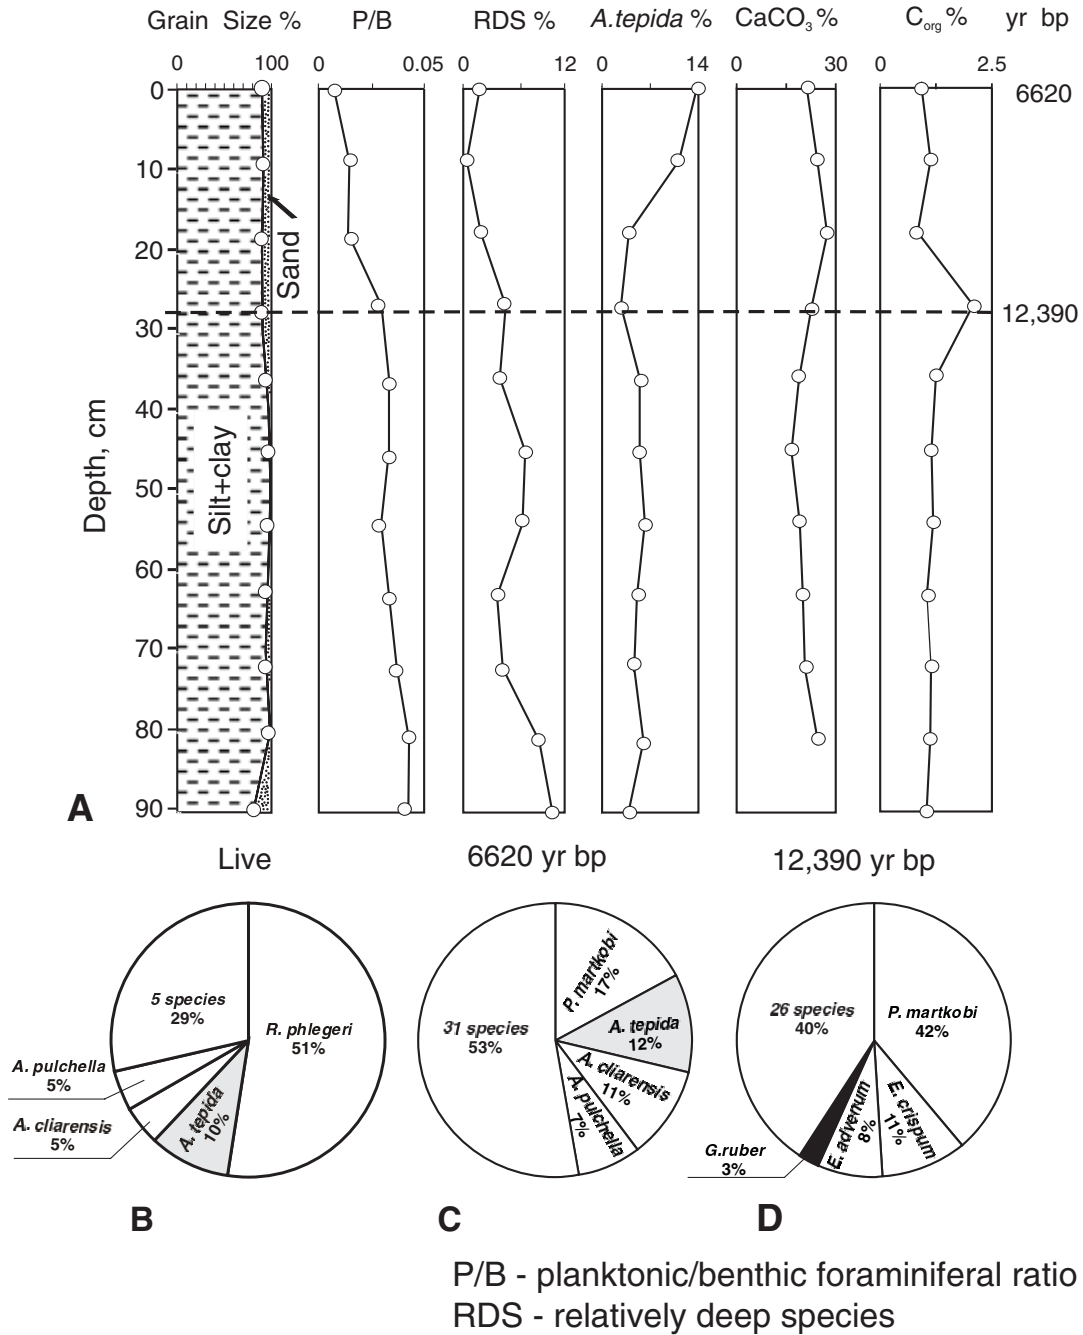 Grain Size % P/B RDS % A.tepida % CaCO3% Corg% yr bp
0 100 0 0.05 0 12 0 14 0 30 0 2.5
0 6620
10
20
Sand
30 12,390
40
Silt+clay
Depth, cm
50
60
70
80
90
A
Live 6620 yr bp 12,390 yr bp
5 species
29%
R. phlegeri
51%
A. pulchella
5%
A. cliarensis
5%
A. tepida
10%
B
P. martkobi
17%
31 species
53%
A. tepida
12%
A. cliarensis
11%
A. pulchella
7%
C
26 species
40%
P. martkobi
42%
E. crispum
11%
E. advenum
8%
G.ruber
3%
D
P/B - planktonic/benthic foraminiferal ratio
RDS - relatively deep species